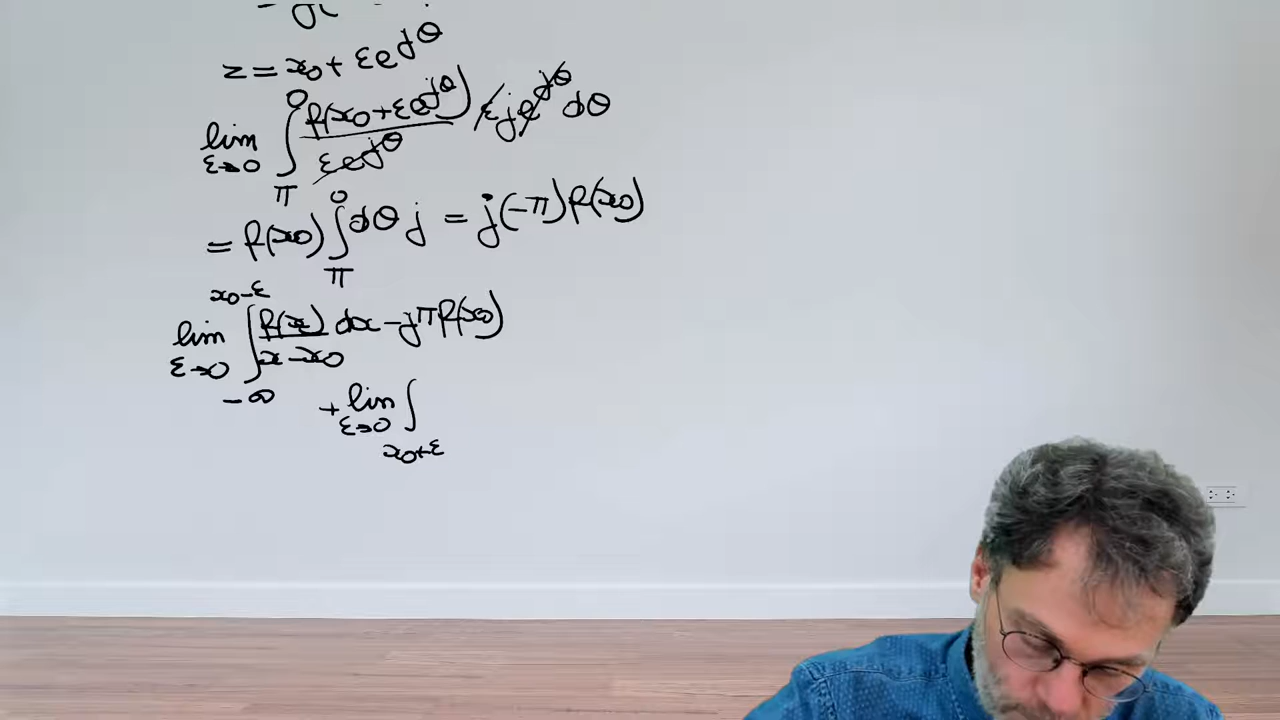 z = x₀ + εe^{jθ}
lim_{ε→0} ∫_π^0 f(x₀+εe^{jθ})/(εe^{jθ}) εje^{jθ} dθ
= f(x₀) ∫_π^0 dθ j = j(-π)f(x₀)
lim_{ε→0} ∫_{-∞}^{x₀-ε} f(x)/(x-x₀) dx - jπf(x₀)
+ lim_{ε→0} ∫_{x₀+ε}